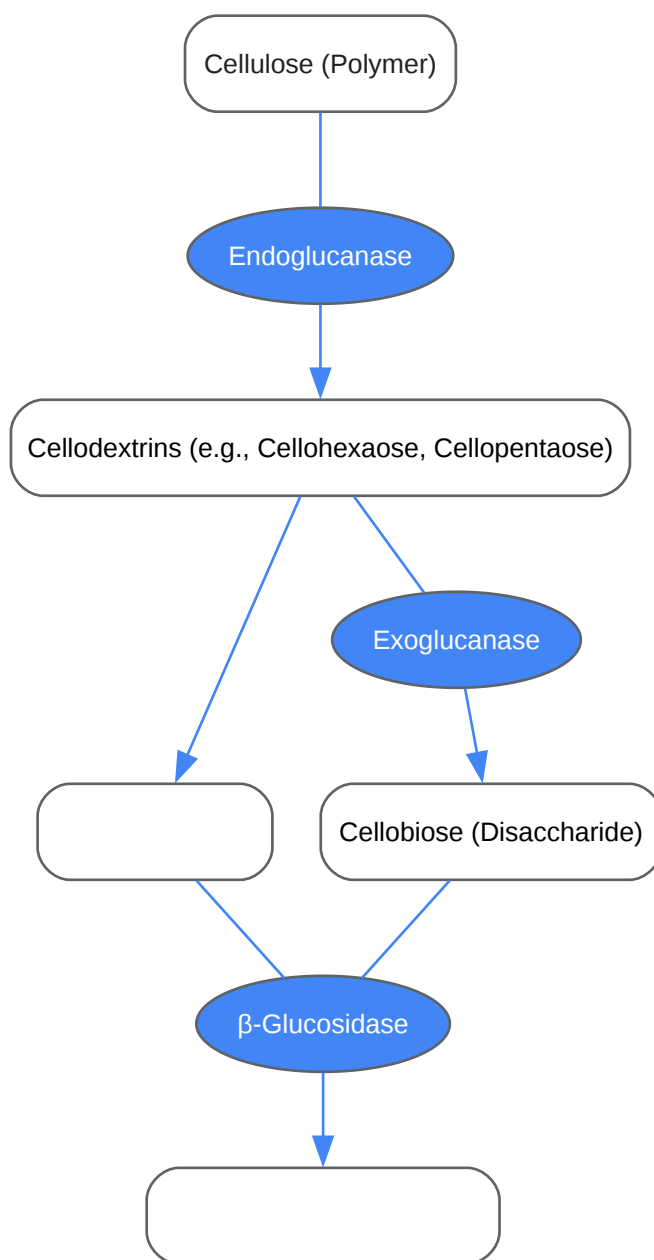 Cellulose (Polymer)
Endoglucanase
Cellodextrins (e.g., Cellohexaose, Cellopentaose)
Exoglucanase
Cellobiose (Disaccharide)
β-Glucosidase